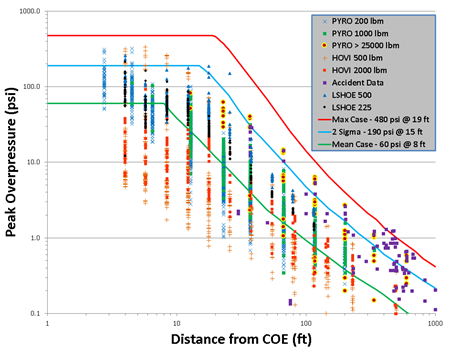 1000.0
100.0
10.0
1.0
0.1
Peak Overpressure (psi)
1
10
100
1000
Distance from COE (ft)
PYRO 200 lbm
PYRO 1000 lbm
PYRO > 25000 lbm
HOVI 500 lbm
HOVI 2000 lbm
Accident Data
LSHOE 500
LSHOE 225
Max Case - 480 psi @ 19 ft
2 Sigma - 190 psi @ 15 ft
Mean Case - 60 psi @ 8 ft